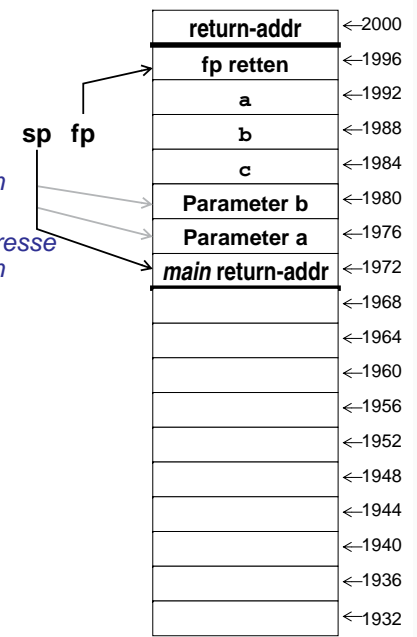 return-addr ←2000
fp retten ←1996
a ←1992
sp fp b ←1988
c ←1984
n
Parameter b ←1980
Parameter a ←1976
resse
n main return-addr ←1972
←1968
←1964
←1960
←1956
←1952
←1948
←1944
←1940
←1936
←1932